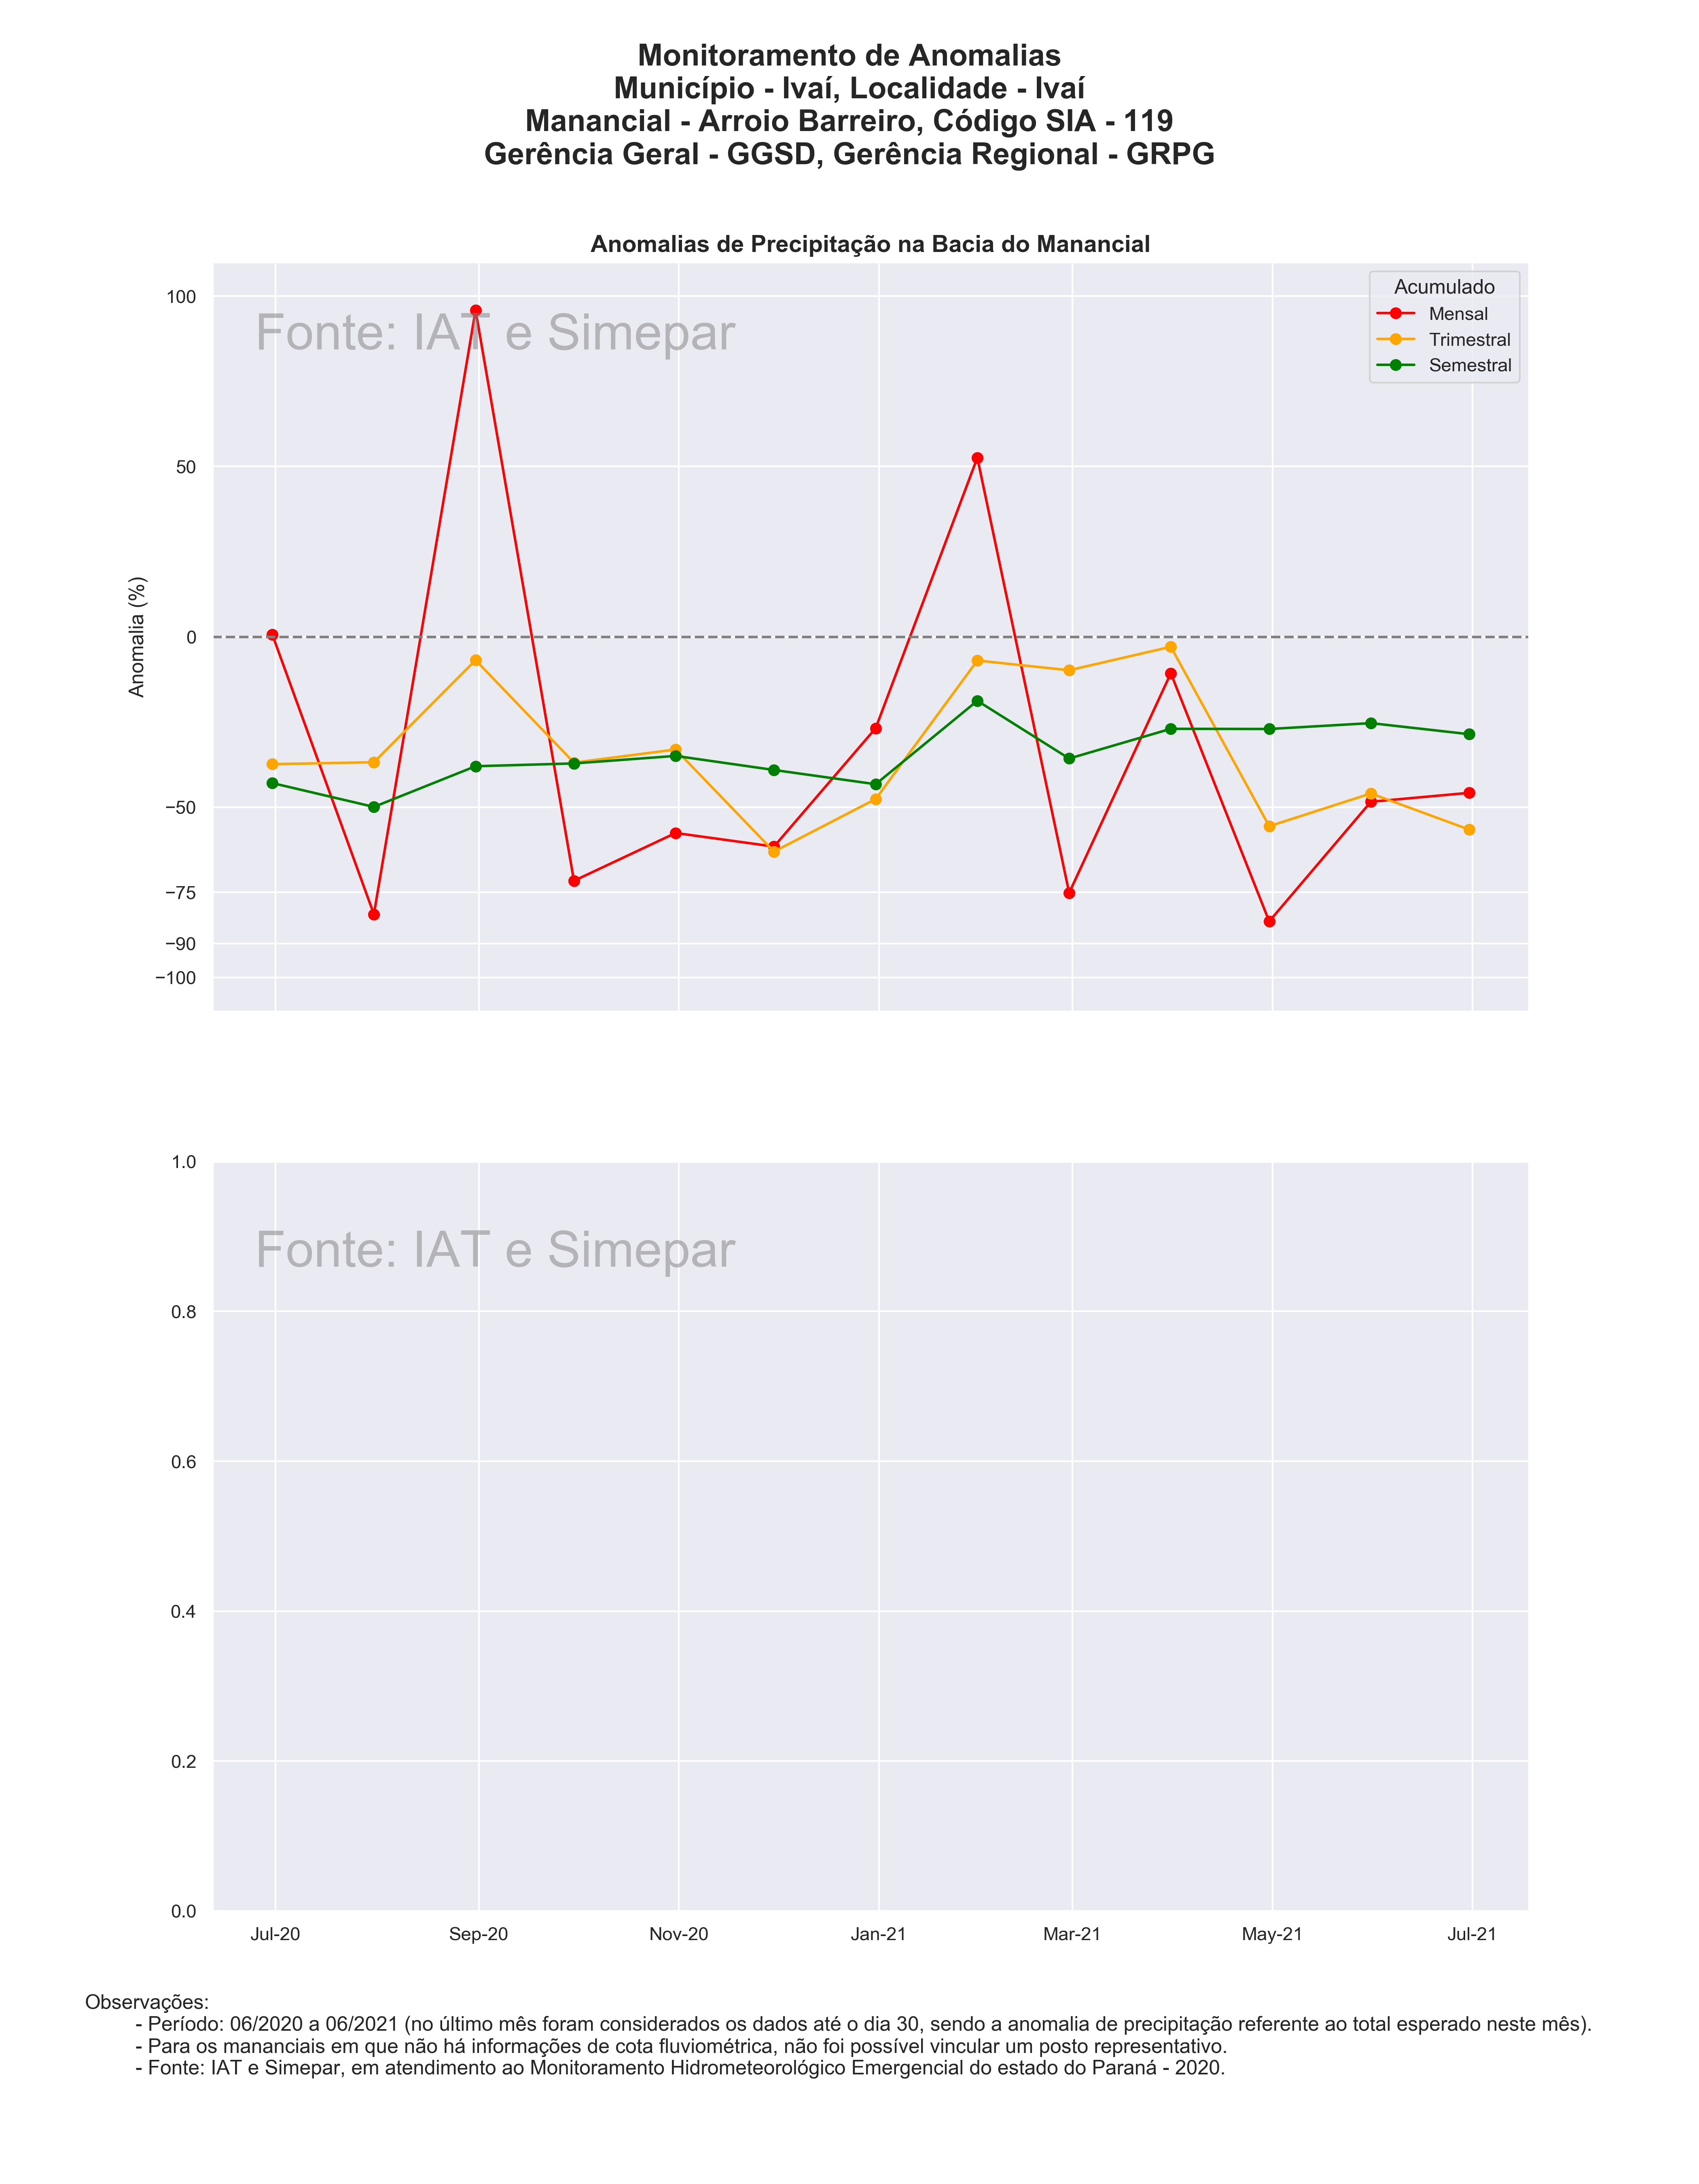 Monitoramento de Anomalias
Município - Ivaí, Localidade - Ivaí
Manancial - Arroio Barreiro, Código SIA - 119
Gerência Geral - GGSD, Gerência Regional - GRPG
Anomalias de Precipitação na Bacia do Manancial
Fonte: IAT e Simepar
Acumulado
Mensal
Trimestral
Semestral
Anomalia (%)
100
50
0
−50
−75
−90
−100
Fonte: IAT e Simepar
1.0
0.8
0.6
0.4
0.2
0.0
Jul-20 Sep-20 Nov-20 Jan-21 Mar-21 May-21 Jul-21
Observações:
- Período: 06/2020 a 06/2021 (no último mês foram considerados os dados até o dia 30, sendo a anomalia de precipitação referente ao total esperado neste mês).
- Para os mananciais em que não há informações de cota fluviométrica, não foi possível vincular um posto representativo.
- Fonte: IAT e Simepar, em atendimento ao Monitoramento Hidrometeorológico Emergencial do estado do Paraná - 2020.